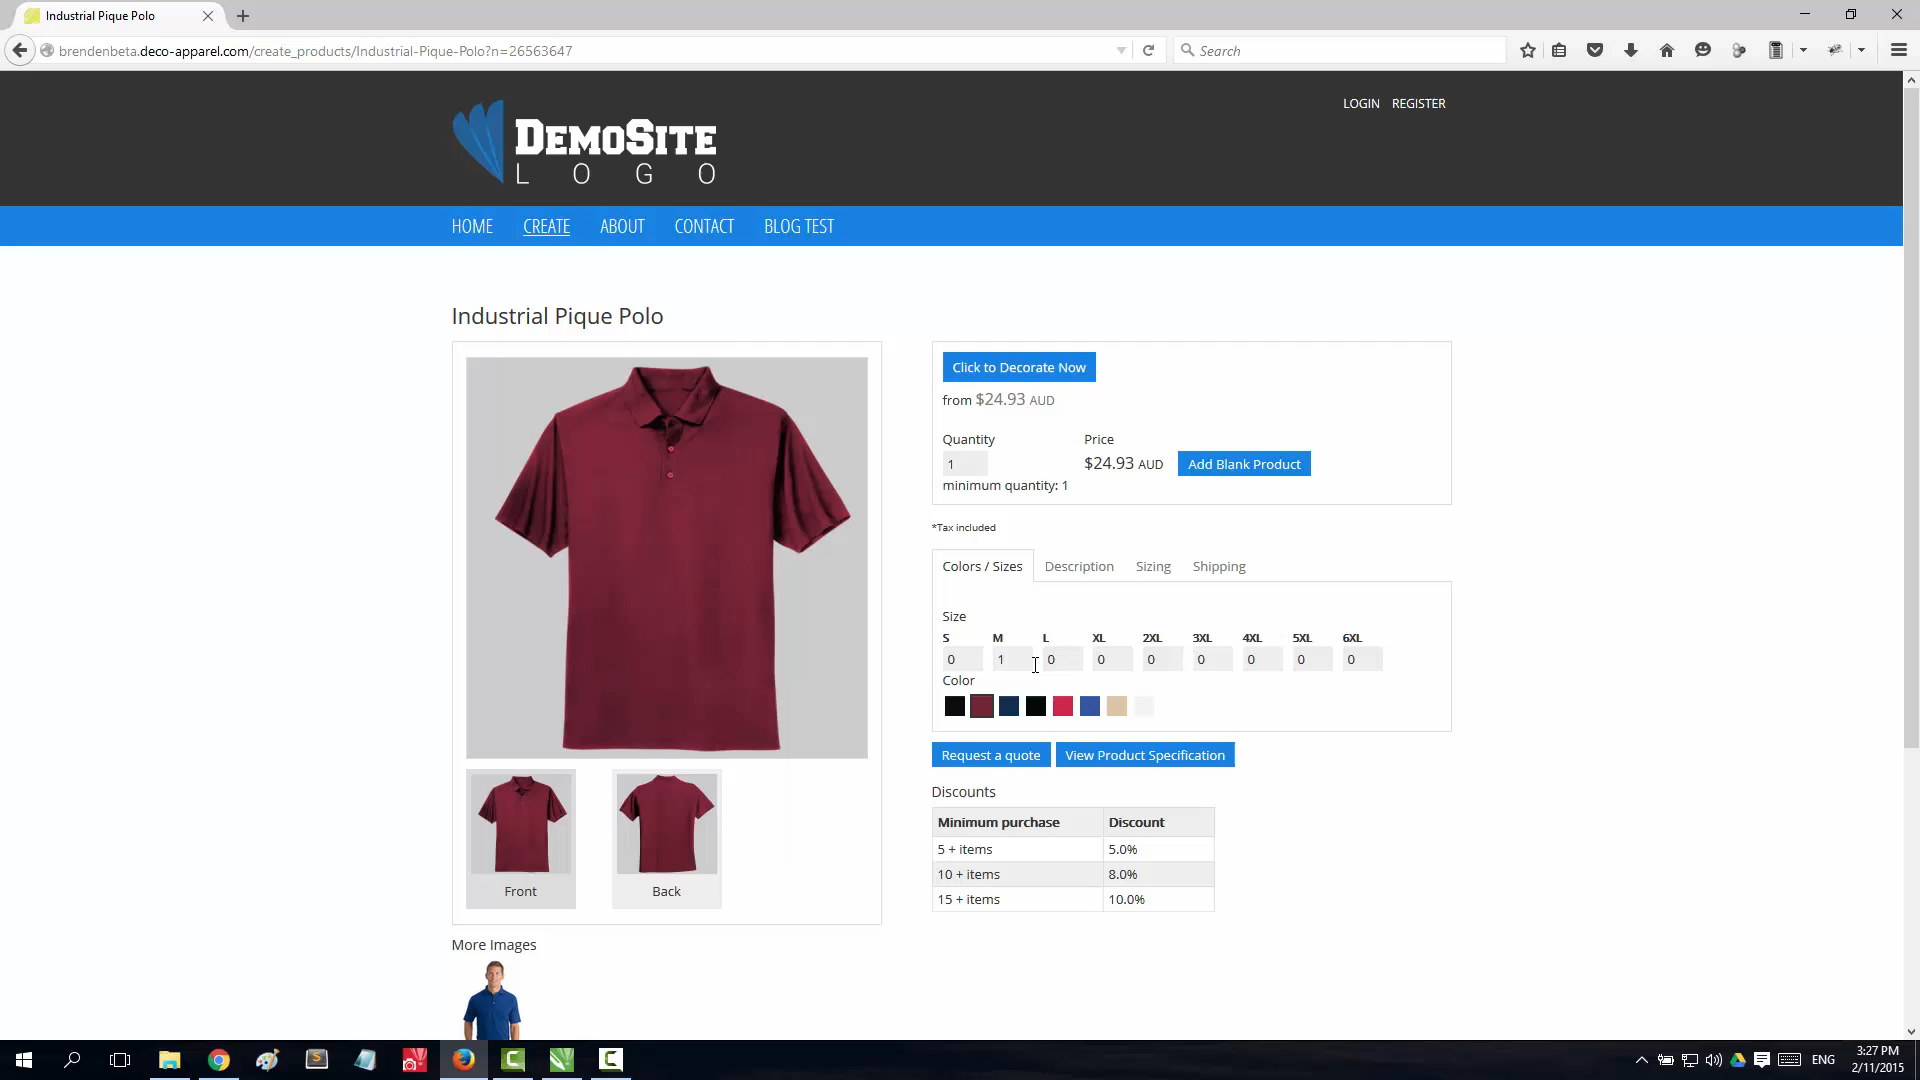 Industrial Pique Polo
brendenbeta.deco-apparel.com/create_products/Industrial-Pique-Polo?n=26563647
Search
LOGIN REGISTER
DEMOSITE
LOGO
HOME CREATE ABOUT CONTACT BLOG TEST
Industrial Pique Polo
Click to Decorate Now
from $24.93 AUD
Quantity Price
1 $24.93 AUD Add Blank Product
minimum quantity: 1
*Tax included
Colors / Sizes Description Sizing Shipping
Size
S M L XL 2XL 3XL 4XL 5XL 6XL
0 1 0 0 0 0 0 0 0
Color
Request a quote View Product Specification
Discounts
Minimum purchase Discount
5 + items 5.0%
10 + items 8.0%
15 + items 10.0%
Front Back
More Images
ENG
3:27 PM
2/11/2015